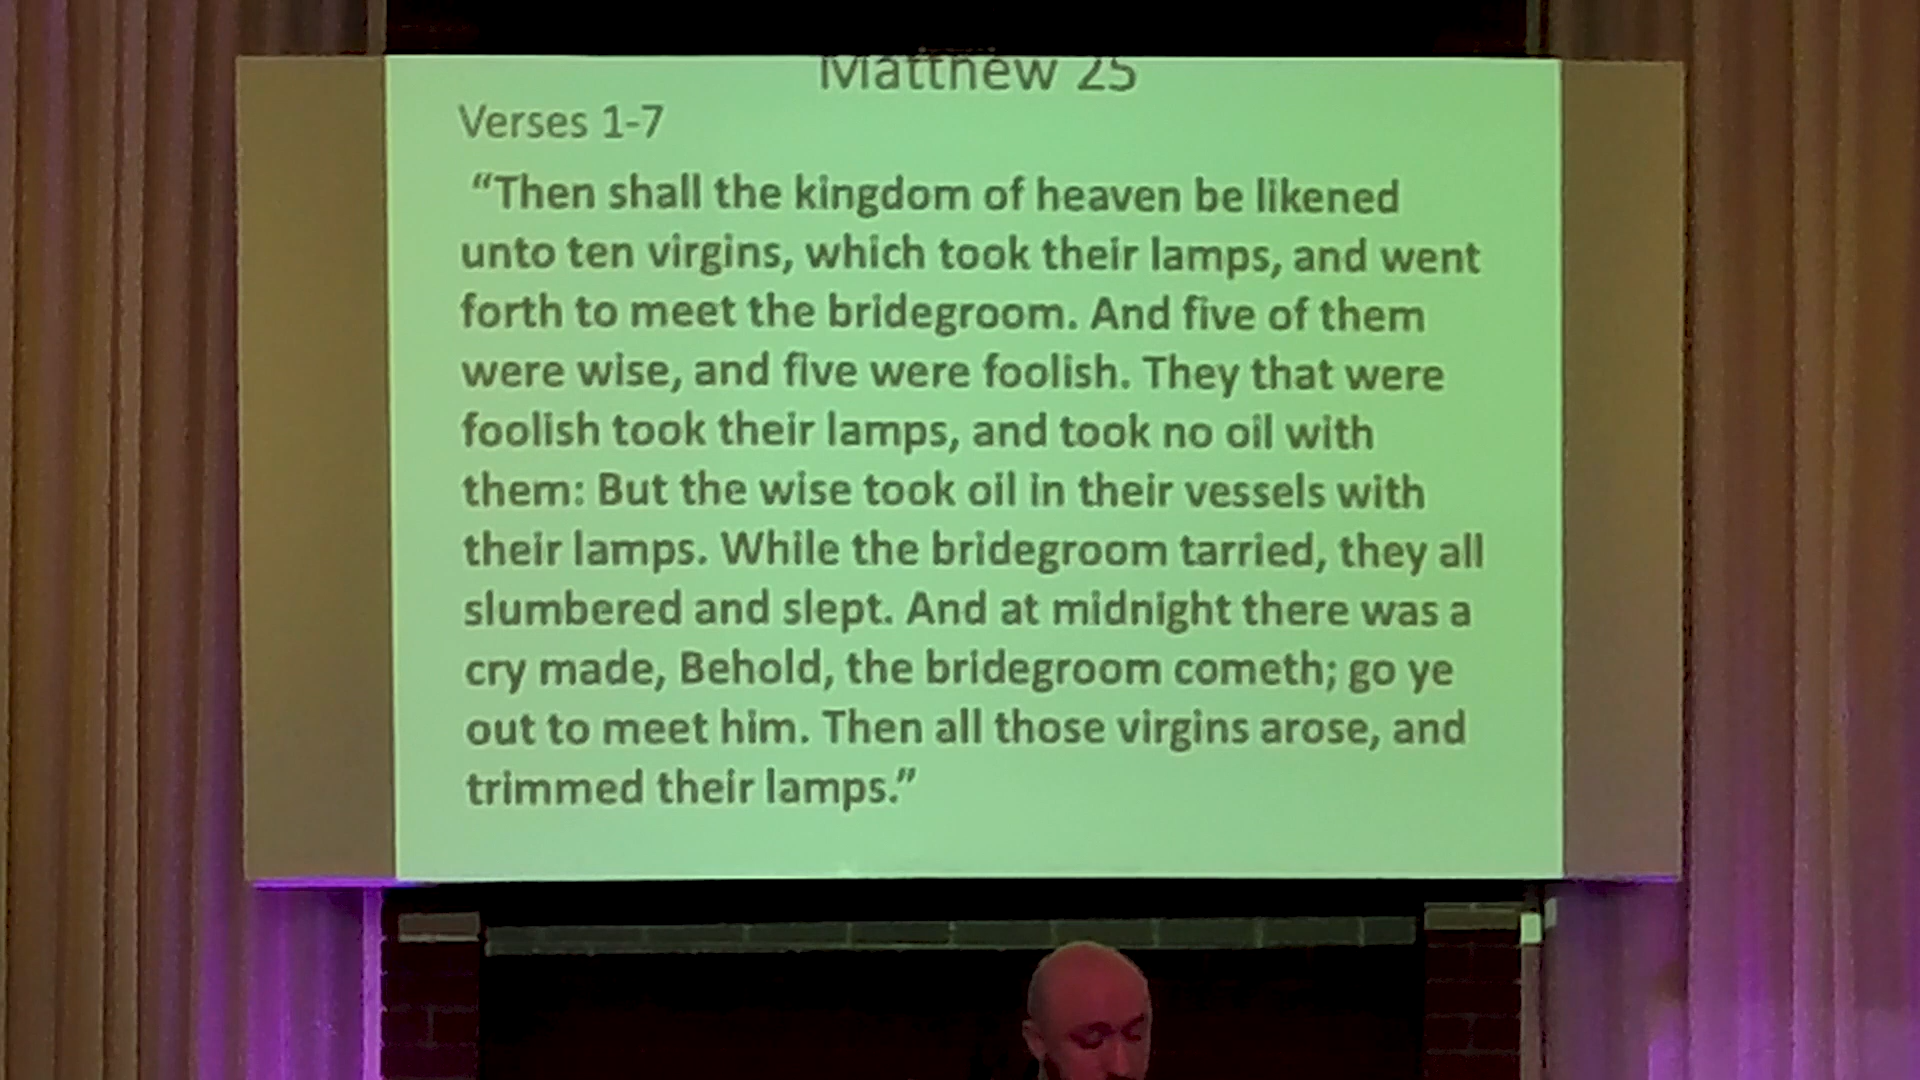 Matthew 25
Verses 1-7
“Then shall the kingdom of heaven be likened
unto ten virgins, which took their lamps, and went
forth to meet the bridegroom. And five of them
were wise, and five were foolish. They that were
foolish took their lamps, and took no oil with
them: But the wise took oil in their vessels with
their lamps. While the bridegroom tarried, they all
slumbered and slept. And at midnight there was a
cry made, Behold, the bridegroom cometh; go ye
out to meet him. Then all those virgins arose, and
trimmed their lamps.”